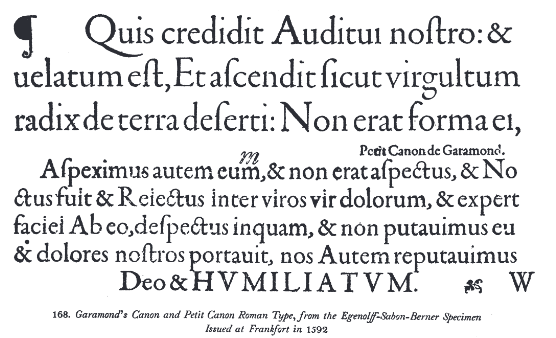 ¶ Quis credidit Auditui noſtro: &
uelatum eſt, Et aſcendit ſicut virgultum
radix de terra deſerti: Non erat forma ei,
Petit Canon de Garamond.
m
Aſpeximus autem eum, & non erat aſpectus, & No
ctus fuit & Reiectus inter viros vir dolorum, & expert
faciei Ab eo, deſpectus inquam, & non putauimus eu
& dolores noſtros portauit, nos Autem reputauimus
Deo & HVMILIATVM. ❧ W
168. Garamond's Canon and Petit Canon Roman Type, from the Egenolff-Sabon-Berner Specimen
Issued at Frankfort in 1592